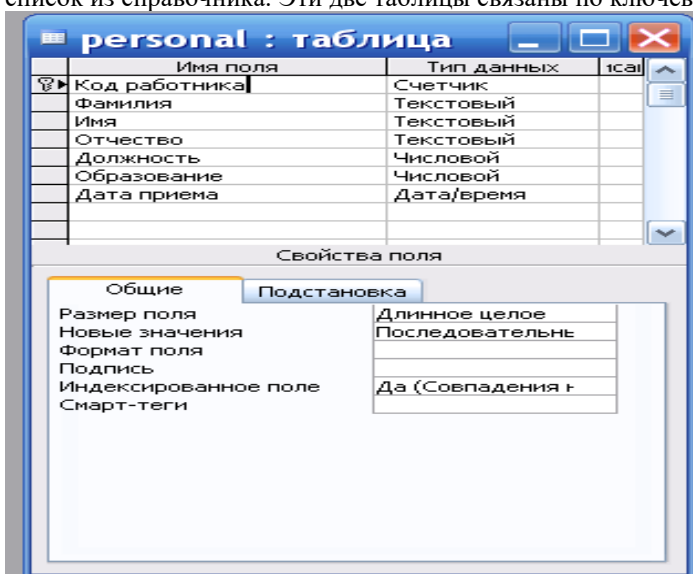 список из справочника. Эти две таблицы связаны по ключев
personal : таблица
Имя поля Тип данных
Код работника Счетчик
Фамилия Текстовый
Имя Текстовый
Отчество Текстовый
Должность Числовой
Образование Числовой
Дата приема Дата/время
Свойства поля
Общие Подстановка
Размер поля Длинное целое
Новые значения Последовательнь
Формат поля
Подпись
Индексированное поле Да (Совпадения н
Смарт-теги